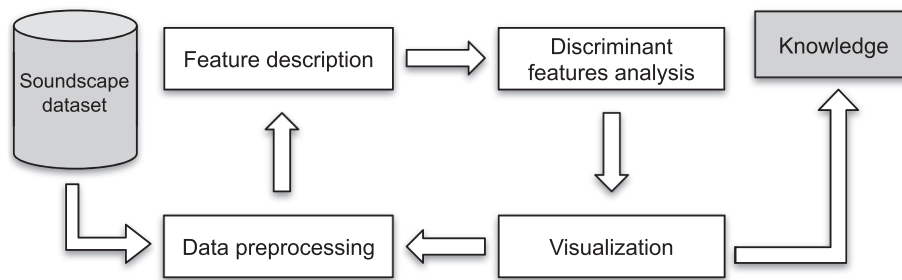 Soundscape
dataset
Feature description
Discriminant
features analysis
Knowledge
Data preprocessing
Visualization